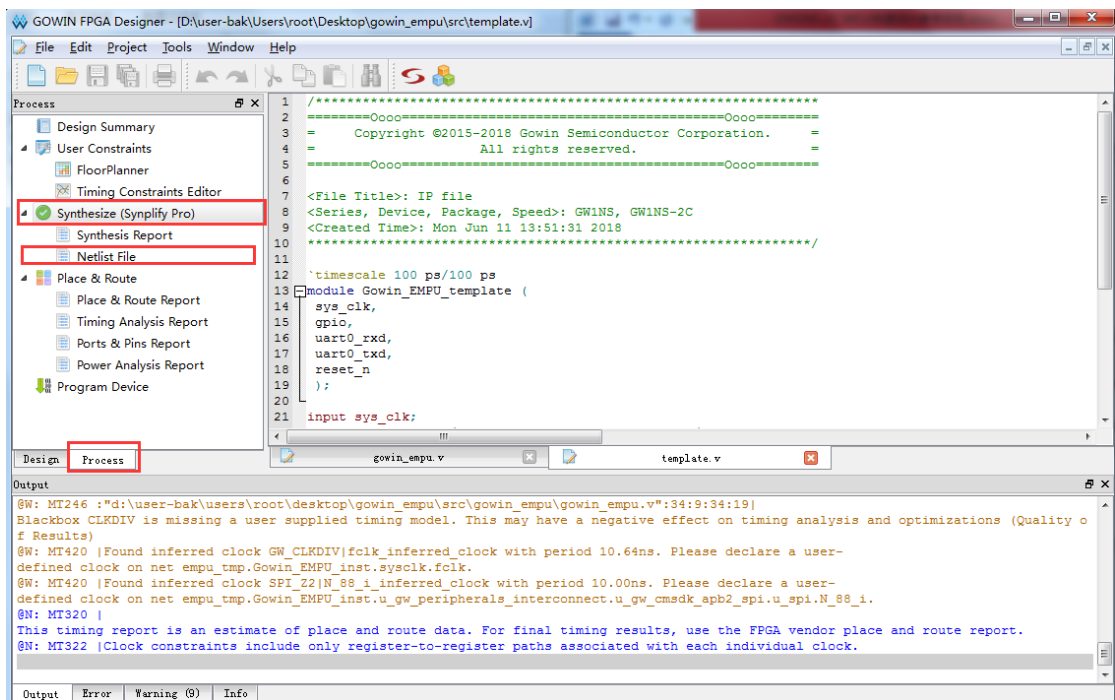 GOWIN FPGA Designer - [D:\user-bak\Users\root\Desktop\gowin_empu\src\template.v]
File Edit Project Tools Window Help
Process
Design Summary
User Constraints
FloorPlanner
Timing Constraints Editor
Synthesize (Synplify Pro)
Synthesis Report
Netlist File
Place & Route
Place & Route Report
Timing Analysis Report
Ports & Pins Report
Power Analysis Report
Program Device
Design Process
1 /******************************************************************
2 ========Oooo==========================================Oooo========
3 =     Copyright ©2015-2018 Gowin Semiconductor Corporation.     =
4 =                     All rights reserved.                      =
5 ========Oooo==========================================Oooo========
6
7 <File Title>: IP file
8 <Series, Device, Package, Speed>: GW1NS, GW1NS-2C
9 <Created Time>: Mon Jun 11 13:51:31 2018
10 ******************************************************************/
11
12 `timescale 100 ps/100 ps
13 module Gowin_EMPU_template (
14 sys_clk,
15 gpio,
16 uart0_rxd,
17 uart0_txd,
18 reset_n
19 );
20
21 input sys_clk;
gowin_empu.v template.v
Output
@W: MT246 :"d:\user-bak\users\root\desktop\gowin_empu\src\gowin_empu\gowin_empu.v":34:9:34:19|
Blackbox CLKDIV is missing a user supplied timing model. This may have a negative effect on timing analysis and optimizations (Quality o
f Results)
@W: MT420 |Found inferred clock GW_CLKDIV|fclk_inferred_clock with period 10.64ns. Please declare a user-
defined clock on net empu_tmp.Gowin_EMPU_inst.sysclk.fclk.
@W: MT420 |Found inferred clock SPI_Z2|N_88_i_inferred_clock with period 10.00ns. Please declare a user-
defined clock on net empu_tmp.Gowin_EMPU_inst.u_gw_peripherals_interconnect.u_gw_cmsdk_apb2_spi.u_spi.N_88_i.
@N: MT320 |
This timing report is an estimate of place and route data. For final timing results, use the FPGA vendor place and route report.
@N: MT322 |Clock constraints include only register-to-register paths associated with each individual clock.
Output Error Warning (9) Info